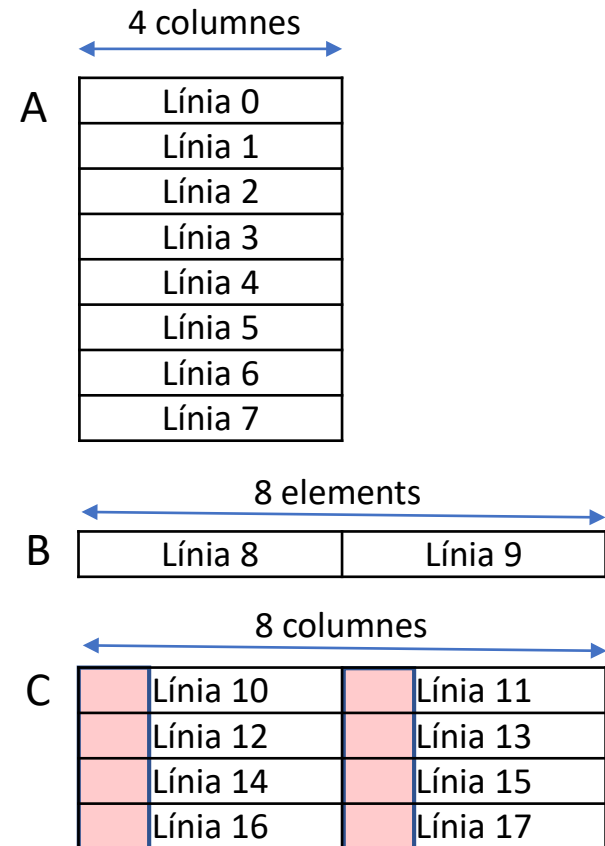 4 columnes
A
Línia 0
Línia 1
Línia 2
Línia 3
Línia 4
Línia 5
Línia 6
Línia 7
8 elements
B Línia 8 Línia 9
8 columnes
C Línia 10 Línia 11
Línia 12 Línia 13
Línia 14 Línia 15
Línia 16 Línia 17